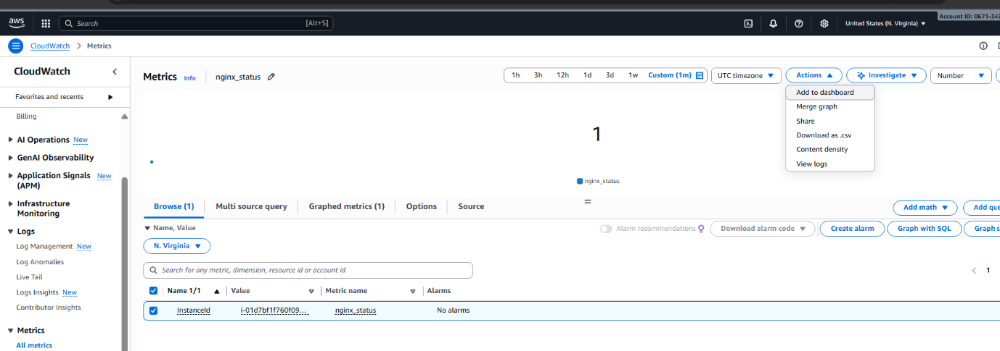 aws Search [Alt+S] United States (N. Virginia) Account ID: 0671-342
CloudWatch > Metrics
CloudWatch
Favorites and recents
Billing
AI Operations New
GenAI Observability
Application Signals New
(APM)
Infrastructure
Monitoring
Logs
Log Management New
Log Anomalies
Live Tail
Logs Insights New
Contributor Insights
Metrics
All metrics
Metrics Info nginx_status 1h 3h 12h 1d 3d 1w Custom (1m) UTC timezone Actions Investigate Number
Add to dashboard
Merge graph
Share
Download as .csv
Content density
View logs
1
nginx_status
Browse (1) Multi source query Graphed metrics (1) Options Source Add math Add que
Name, Value Alarm recommendations Download alarm code Create alarm Graph with SQL Graph s
N. Virginia
Search for any metric, dimension, resource id or account id 1
Name 1/1 Value Metric name Alarms
InstanceId i-01d7bf1f760f09... nginx_status No alarms